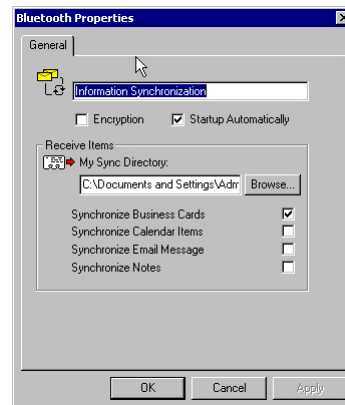 Bluetooth Properties
General
Information Synchronization
Encryption Startup Automatically
Receive Items
My Sync Directory:
C:\Documents and Settings\Adm Browse...
Synchronize Business Cards
Synchronize Calendar Items
Synchronize Email Message
Synchronize Notes
OK Cancel Apply